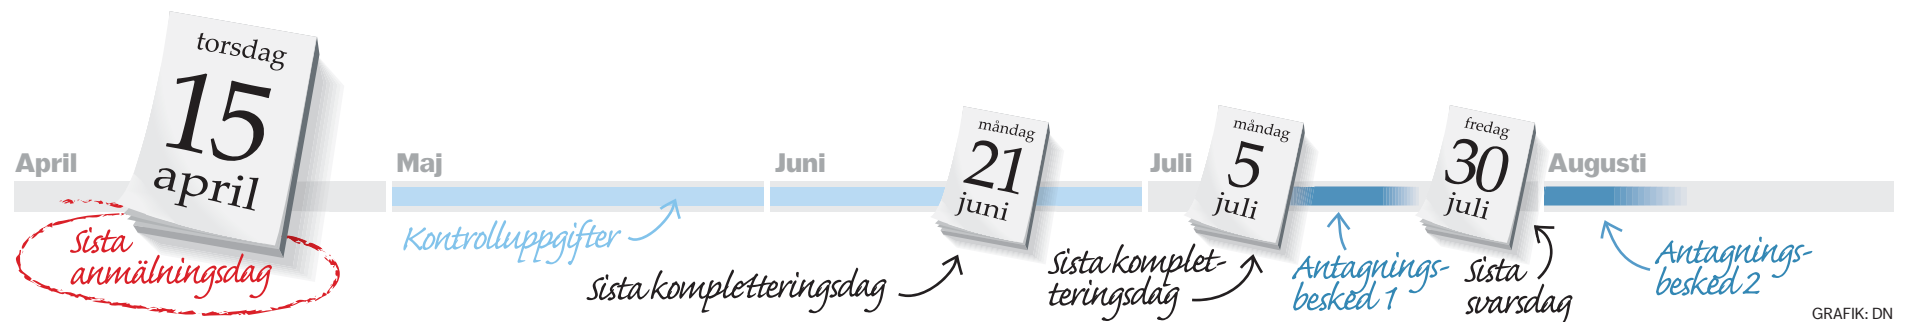 torsdag
15
april
April
Sista
anmälningsdag
Maj
Kontrolluppgifter
Juni
måndag
21
juni
Sista kompletteringsdag
Juli
måndag
5
juli
Sista komplet-
teringsdag
Antagnings-
besked 1
fredag
30
juli
Sista
svarsdag
Augusti
Antagnings-
besked 2
GRAFIK: DN